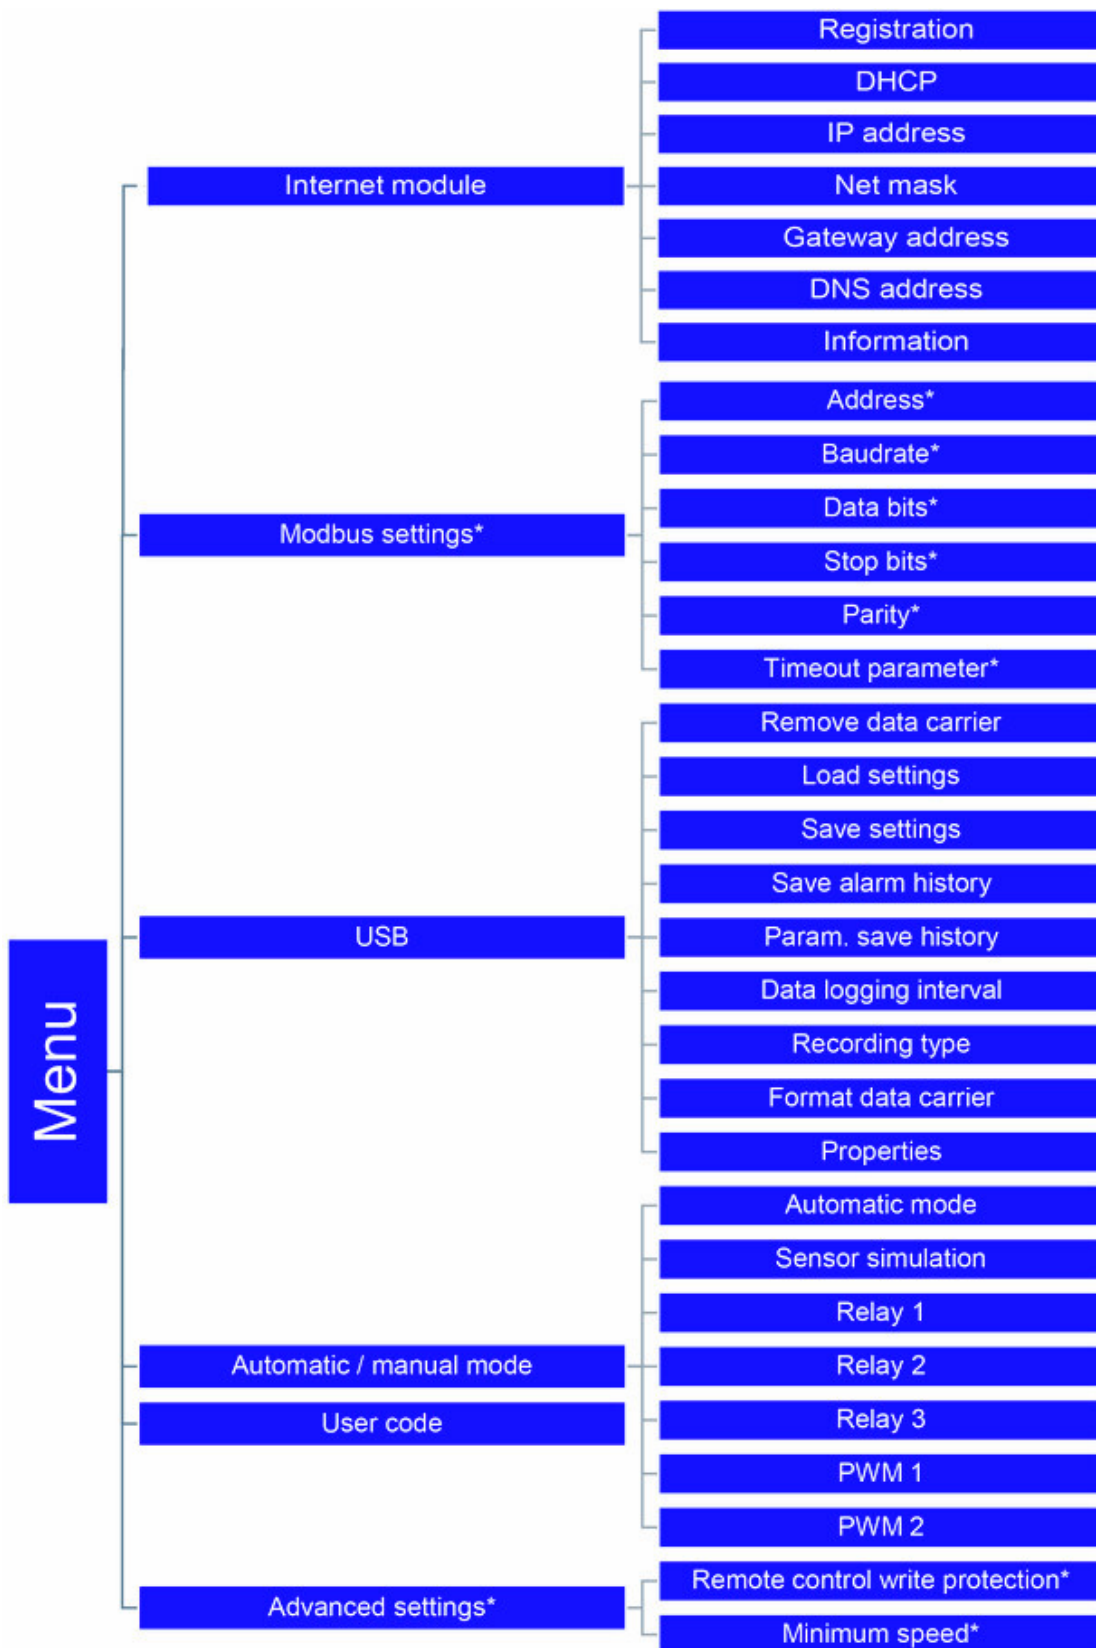 Menu
Internet module
Registration
DHCP
IP address
Net mask
Gateway address
DNS address
Information
Modbus settings*
Address*
Baudrate*
Data bits*
Stop bits*
Parity*
Timeout parameter*
USB
Remove data carrier
Load settings
Save settings
Save alarm history
Param. save history
Data logging interval
Recording type
Format data carrier
Properties
Automatic / manual mode
Automatic mode
Sensor simulation
Relay 1
Relay 2
Relay 3
PWM 1
PWM 2
User code
Advanced settings*
Remote control write protection*
Minimum speed*